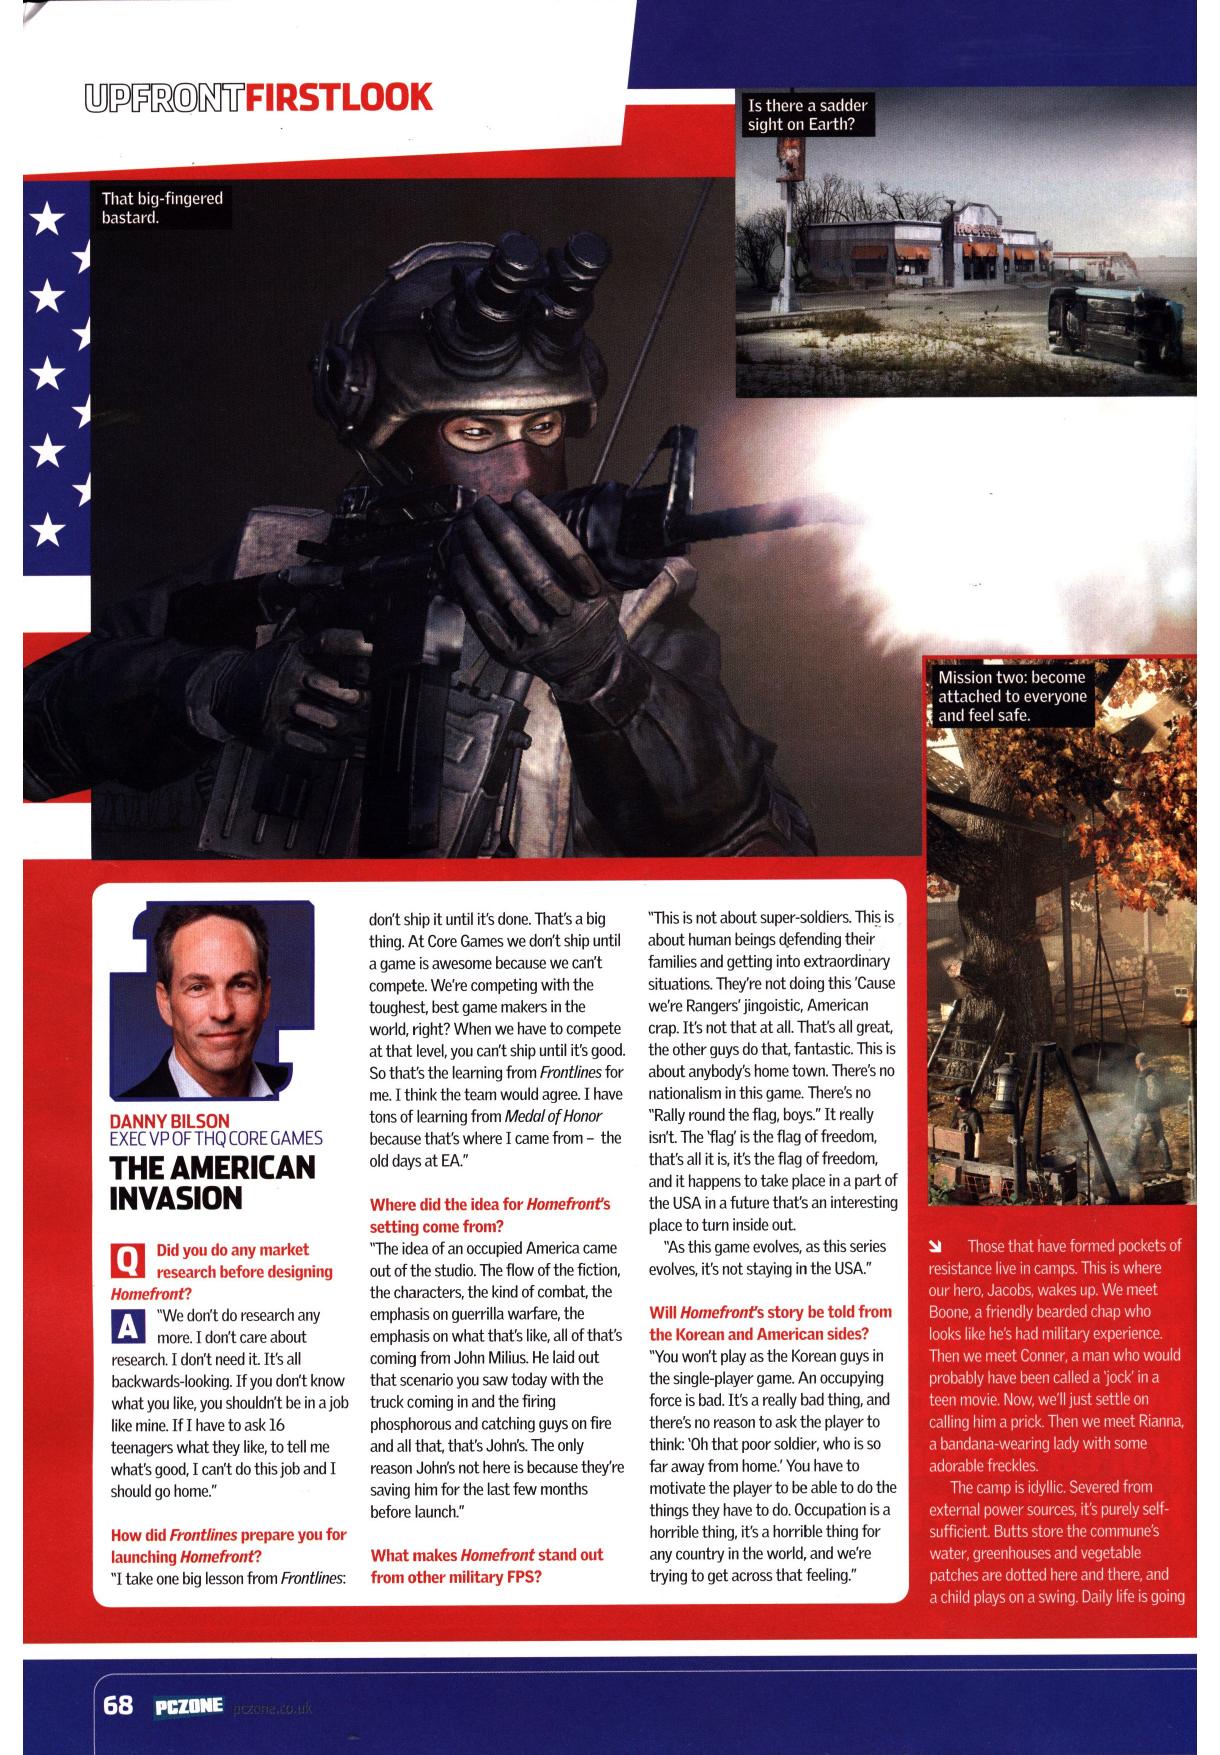 UPFRONTFIRSTLOOK
Is there a sadder
sight on Earth?
That big-fingered
bastard.
HOOTERS
Mission two: become
attached to everyone
and feel safe.
DANNY BILSON
EXEC VP OF THQ CORE GAMES
THE AMERICAN
INVASION
Q Did you do any market
research before designing
Homefront?
A “We don’t do research any
more. I don’t care about
research. I don’t need it. It’s all
backwards-looking. If you don’t know
what you like, you shouldn’t be in a job
like mine. If I have to ask 16
teenagers what they like, to tell me
what’s good, I can’t do this job and I
should go home.”
How did Frontlines prepare you for
launching Homefront?
“I take one big lesson from Frontlines:
don’t ship it until it’s done. That’s a big
thing. At Core Games we don’t ship until
a game is awesome because we can’t
compete. We’re competing with the
toughest, best game makers in the
world, right? When we have to compete
at that level, you can’t ship until it’s good.
So that’s the learning from Frontlines for
me. I think the team would agree. I have
tons of learning from Medal of Honor
because that’s where I came from – the
old days at EA.”
Where did the idea for Homefront’s
setting come from?
“The idea of an occupied America came
out of the studio. The flow of the fiction,
the characters, the kind of combat, the
emphasis on guerrilla warfare, the
emphasis on what that’s like, all of that’s
coming from John Milius. He laid out
that scenario you saw today with the
truck coming in and the firing
phosphorous and catching guys on fire
and all that, that’s John’s. The only
reason John’s not here is because they’re
saving him for the last few months
before launch.”
What makes Homefront stand out
from other military FPS?
“This is not about super-soldiers. This is
about human beings defending their
families and getting into extraordinary
situations. They’re not doing this ‘Cause
we’re Rangers’ jingoistic, American
crap. It’s not that at all. That’s all great,
the other guys do that, fantastic. This is
about anybody’s home town. There’s no
nationalism in this game. There’s no
“Rally round the flag, boys.” It really
isn’t. The ‘flag’ is the flag of freedom,
that’s all it is, it’s the flag of freedom,
and it happens to take place in a part of
the USA in a future that’s an interesting
place to turn inside out.
“As this game evolves, as this series
evolves, it’s not staying in the USA.”
Will Homefront’s story be told from
the Korean and American sides?
“You won’t play as the Korean guys in
the single-player game. An occupying
force is bad. It’s a really bad thing, and
there’s no reason to ask the player to
think: ‘Oh that poor soldier, who is so
far away from home.’ You have to
motivate the player to be able to do the
things they have to do. Occupation is a
horrible thing, it’s a horrible thing for
any country in the world, and we’re
trying to get across that feeling.”
Those that have formed pockets of
resistance live in camps. This is where
our hero, Jacobs, wakes up. We meet
Boone, a friendly bearded chap who
looks like he’s had military experience.
Then we meet Conner, a man who would
probably have been called a ‘jock’ in a
teen movie. Now, we’ll just settle on
calling him a prick. Then we meet Rianna,
a bandana-wearing lady with some
adorable freckles.
The camp is idyllic. Severed from
external power sources, it’s purely self-
sufficient. Butts store the commune’s
water, greenhouses and vegetable
patches are dotted here and there, and
a child plays on a swing. Daily life is going
68 PCZONE pczone.co.uk